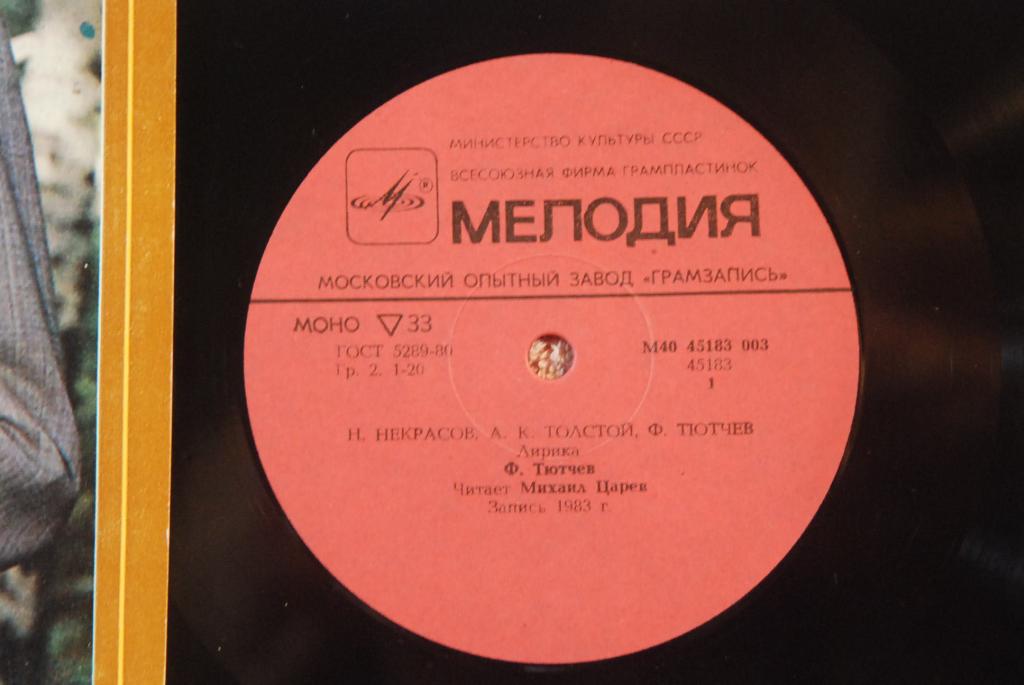 МИНИСТЕРСТВО КУЛЬТУРЫ СССР
ВСЕСОЮЗНАЯ ФИРМА ГРАМПЛАСТИНОК
МЕЛОДИЯ
МОСКОВСКИЙ ОПЫТНЫЙ ЗАВОД «ГРАМЗАПИСЬ»
МОНО ▽ 33
ГОСТ 5289-80
Гр. 2. 1-20
М40 45183 003
45183
1
Н. НЕКРАСОВ, А. К. ТОЛСТОЙ, Ф. ТЮТЧЕВ
Лирика
Ф. Тютчев
Читает Михаил Царев
Запись 1983 г.